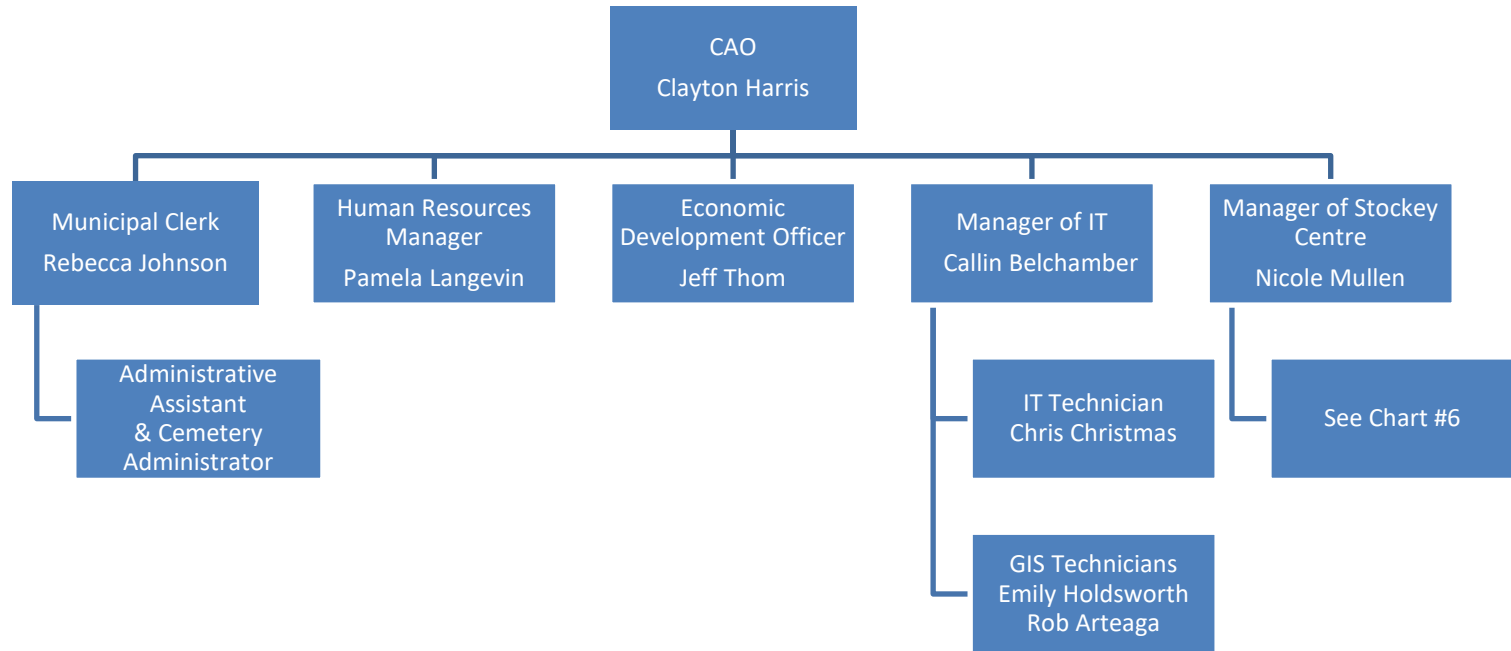 CAO
Clayton Harris
Municipal Clerk
Rebecca Johnson
Human Resources
Manager
Pamela Langevin
Economic
Development Officer
Jeff Thom
Manager of IT
Callin Belchamber
Manager of Stockey
Centre
Nicole Mullen
Administrative
Assistant
& Cemetery
Administrator
IT Technician
Chris Christmas
See Chart #6
GIS Technicians
Emily Holdsworth
Rob Arteaga